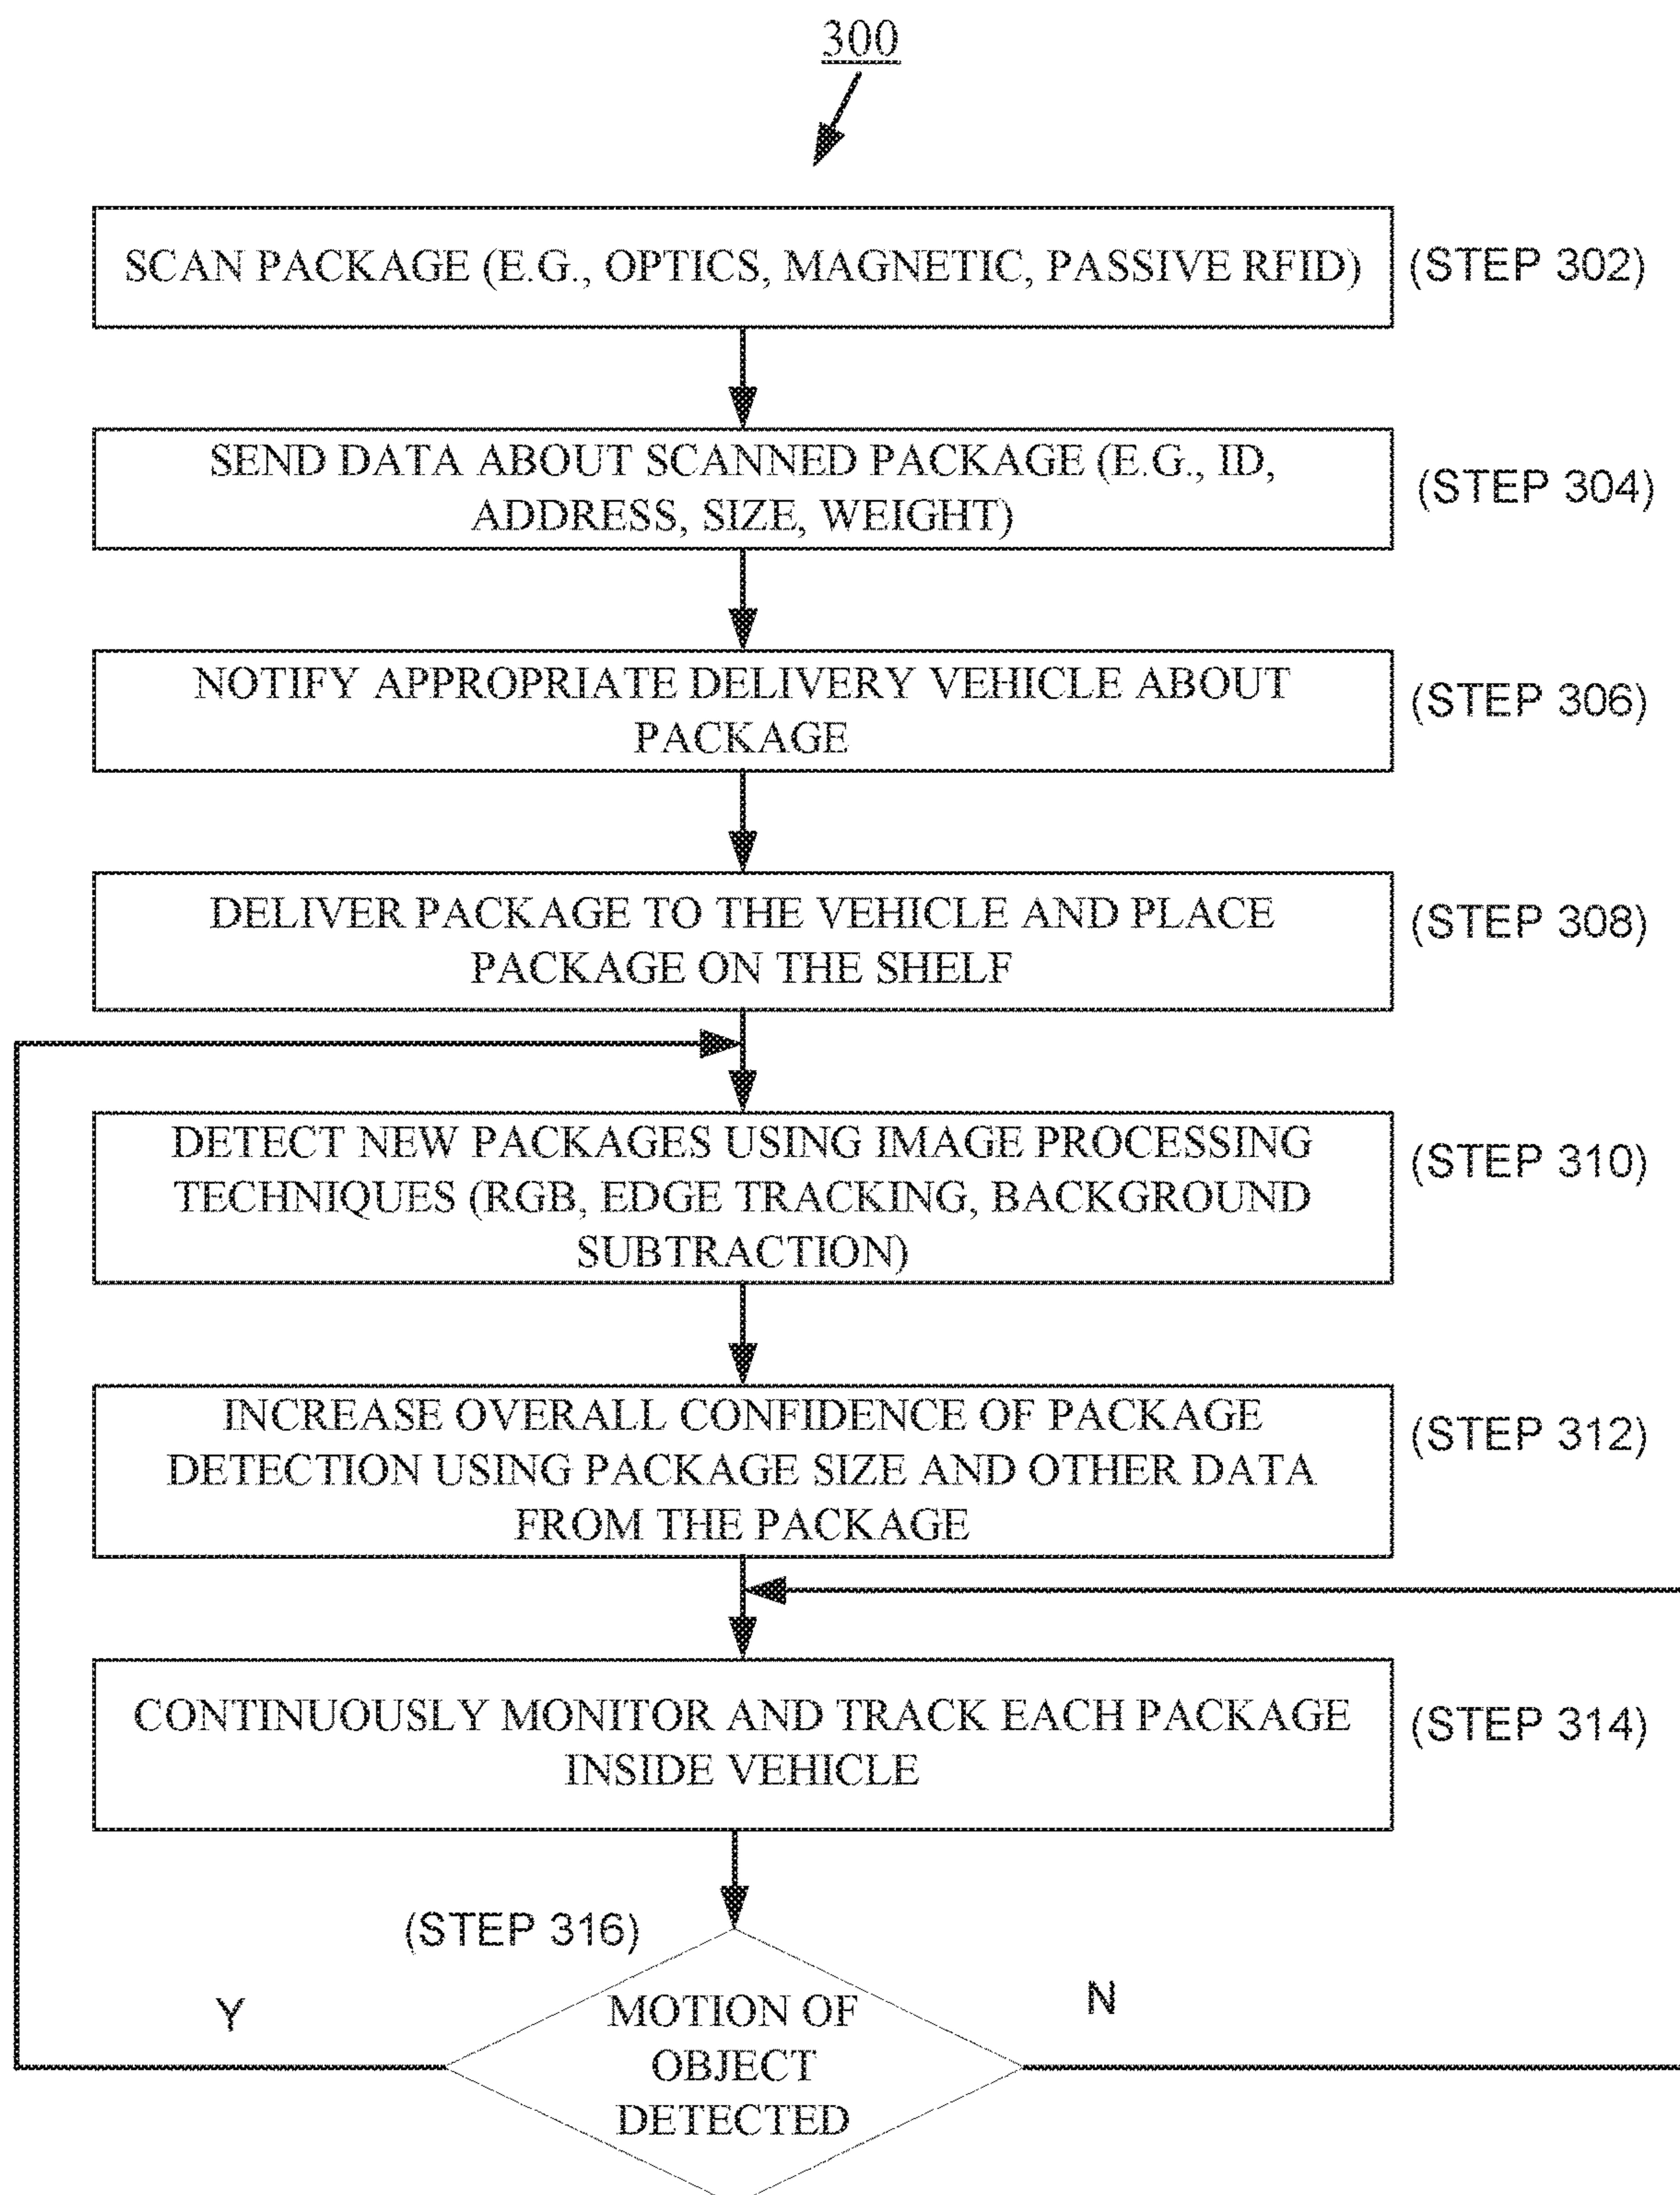 300
SCAN PACKAGE (E.G., OPTICS, MAGNETIC, PASSIVE RFID)
(STEP 302)
SEND DATA ABOUT SCANNED PACKAGE (E.G., ID,
ADDRESS, SIZE, WEIGHT)
(STEP 304)
NOTIFY APPROPRIATE DELIVERY VEHICLE ABOUT
PACKAGE
(STEP 306)
DELIVER PACKAGE TO THE VEHICLE AND PLACE
PACKAGE ON THE SHELF
(STEP 308)
DETECT NEW PACKAGES USING IMAGE PROCESSING
TECHNIQUES (RGB, EDGE TRACKING, BACKGROUND
SUBTRACTION)
(STEP 310)
INCREASE OVERALL CONFIDENCE OF PACKAGE
DETECTION USING PACKAGE SIZE AND OTHER DATA
FROM THE PACKAGE
(STEP 312)
CONTINUOUSLY MONITOR AND TRACK EACH PACKAGE
INSIDE VEHICLE
(STEP 314)
(STEP 316)
Y
MOTION OF
OBJECT
DETECTED
N